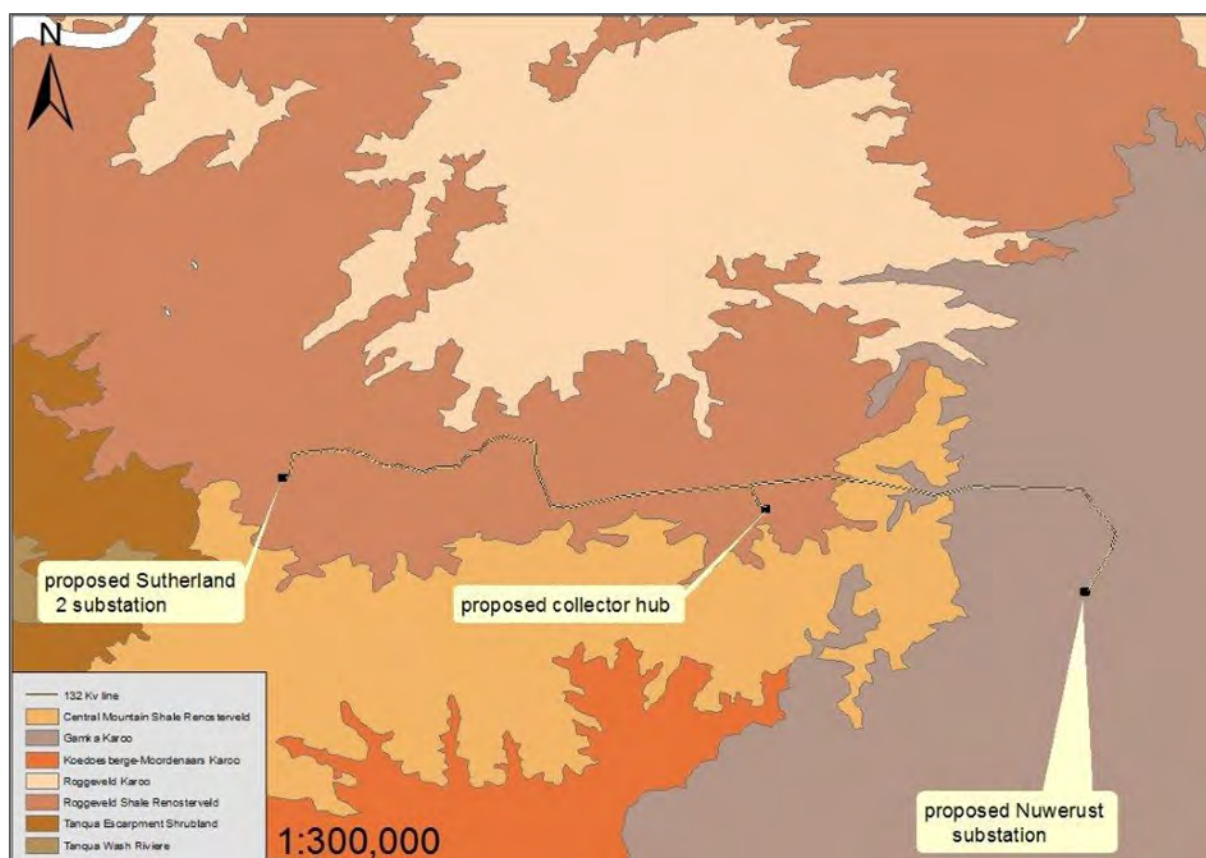 N
proposed Sutherland
2 substation
proposed collector hub
proposed Nuwerust
substation
132 Kv line
Central Mountain Shale Renosterveld
Gamka Karoo
Koedoesberge-Moordenaars Karoo
Roggeveld Karoo
Roggeveld Shale Renosterveld
Tanqua Escarpment Shrubland
Tanqua Wash Riviere
1:300,000